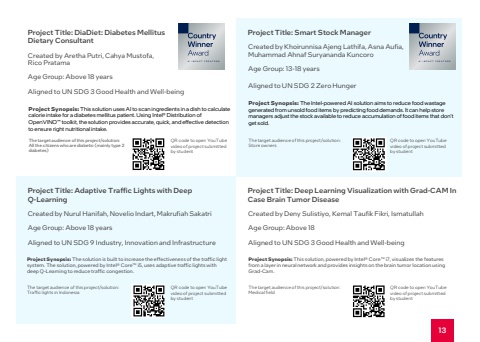 Project Title: DiaDiet: Diabetes Mellitus
Dietary Consultant
Country
Winner
Award
Created by Aretha Putri, Cahya Mustofa,
Rico Pratama
Age Group: Above 18 years
Aligned to UN SDG 3 Good Health and Well-being
Project Synopsis: This solution uses AI to scan ingredients in a dish to calculate
calorie intake for a diabetes mellitus patient. Using Intel® Distribution of
OpenVINO™ toolkit, the solution provides accurate, quick, and effective detection
to ensure right nutritional intake.
The target audience of this project/solution:
All the citizens who are diabetic (mainly type 2
diabetes)
QR code to open YouTube
video of project submitted
by student
Project Title: Smart Stock Manager
Country
Winner
Award
Created by Khoirunnisa Ajeng Lathifa, Asna Aufia,
Muhammad Ahnaf Suryananda Kuncoro
Age Group: 13-18 years
Aligned to UN SDG 2 Zero Hunger
Project Synopsis: The Intel-powered AI solution aims to reduce food wastage
generated from unsold food items by predicting food demands. It can help store
managers adjust the stock available to reduce accumulation of food items that don't
get sold.
The target audience of this project/solution:
Store owners
QR code to open YouTube
video of project submitted
by student
Project Title: Adaptive Traffic Lights with Deep
Q-Learning
Created by Nurul Hanifah, Novelio Indart, Makrufiah Sakatri
Age Group: Above 18 years
Aligned to UN SDG 9 Industry, Innovation and Infrastructure
Project Synopsis: The solution is built to increase the effectiveness of the traffic light
system. The solution, powered by Intel® Core™ i5, uses adaptive traffic lights with
deep Q-Learning to reduce traffic congestion.
The target audience of this project/solution:
Traffic lights in Indonesia
QR code to open YouTube
video of project submitted
by student
Project Title: Deep Learning Visualization with Grad-CAM In
Case Brain Tumor Disease
Created by Deny Sulistiyo, Kemal Taufik Fikri, Ismatullah
Age Group: Above 18
Aligned to UN SDG 3 Good Health and Well-being
Project Synopsis: This solution, powered by Intel® Core™ i7, visualizes the features
from a layer in neural network and provides insights on the brain tumor location using
Grad-Cam.
The target audience of this project/solution:
Medical field
QR code to open YouTube
video of project submitted
by student
13